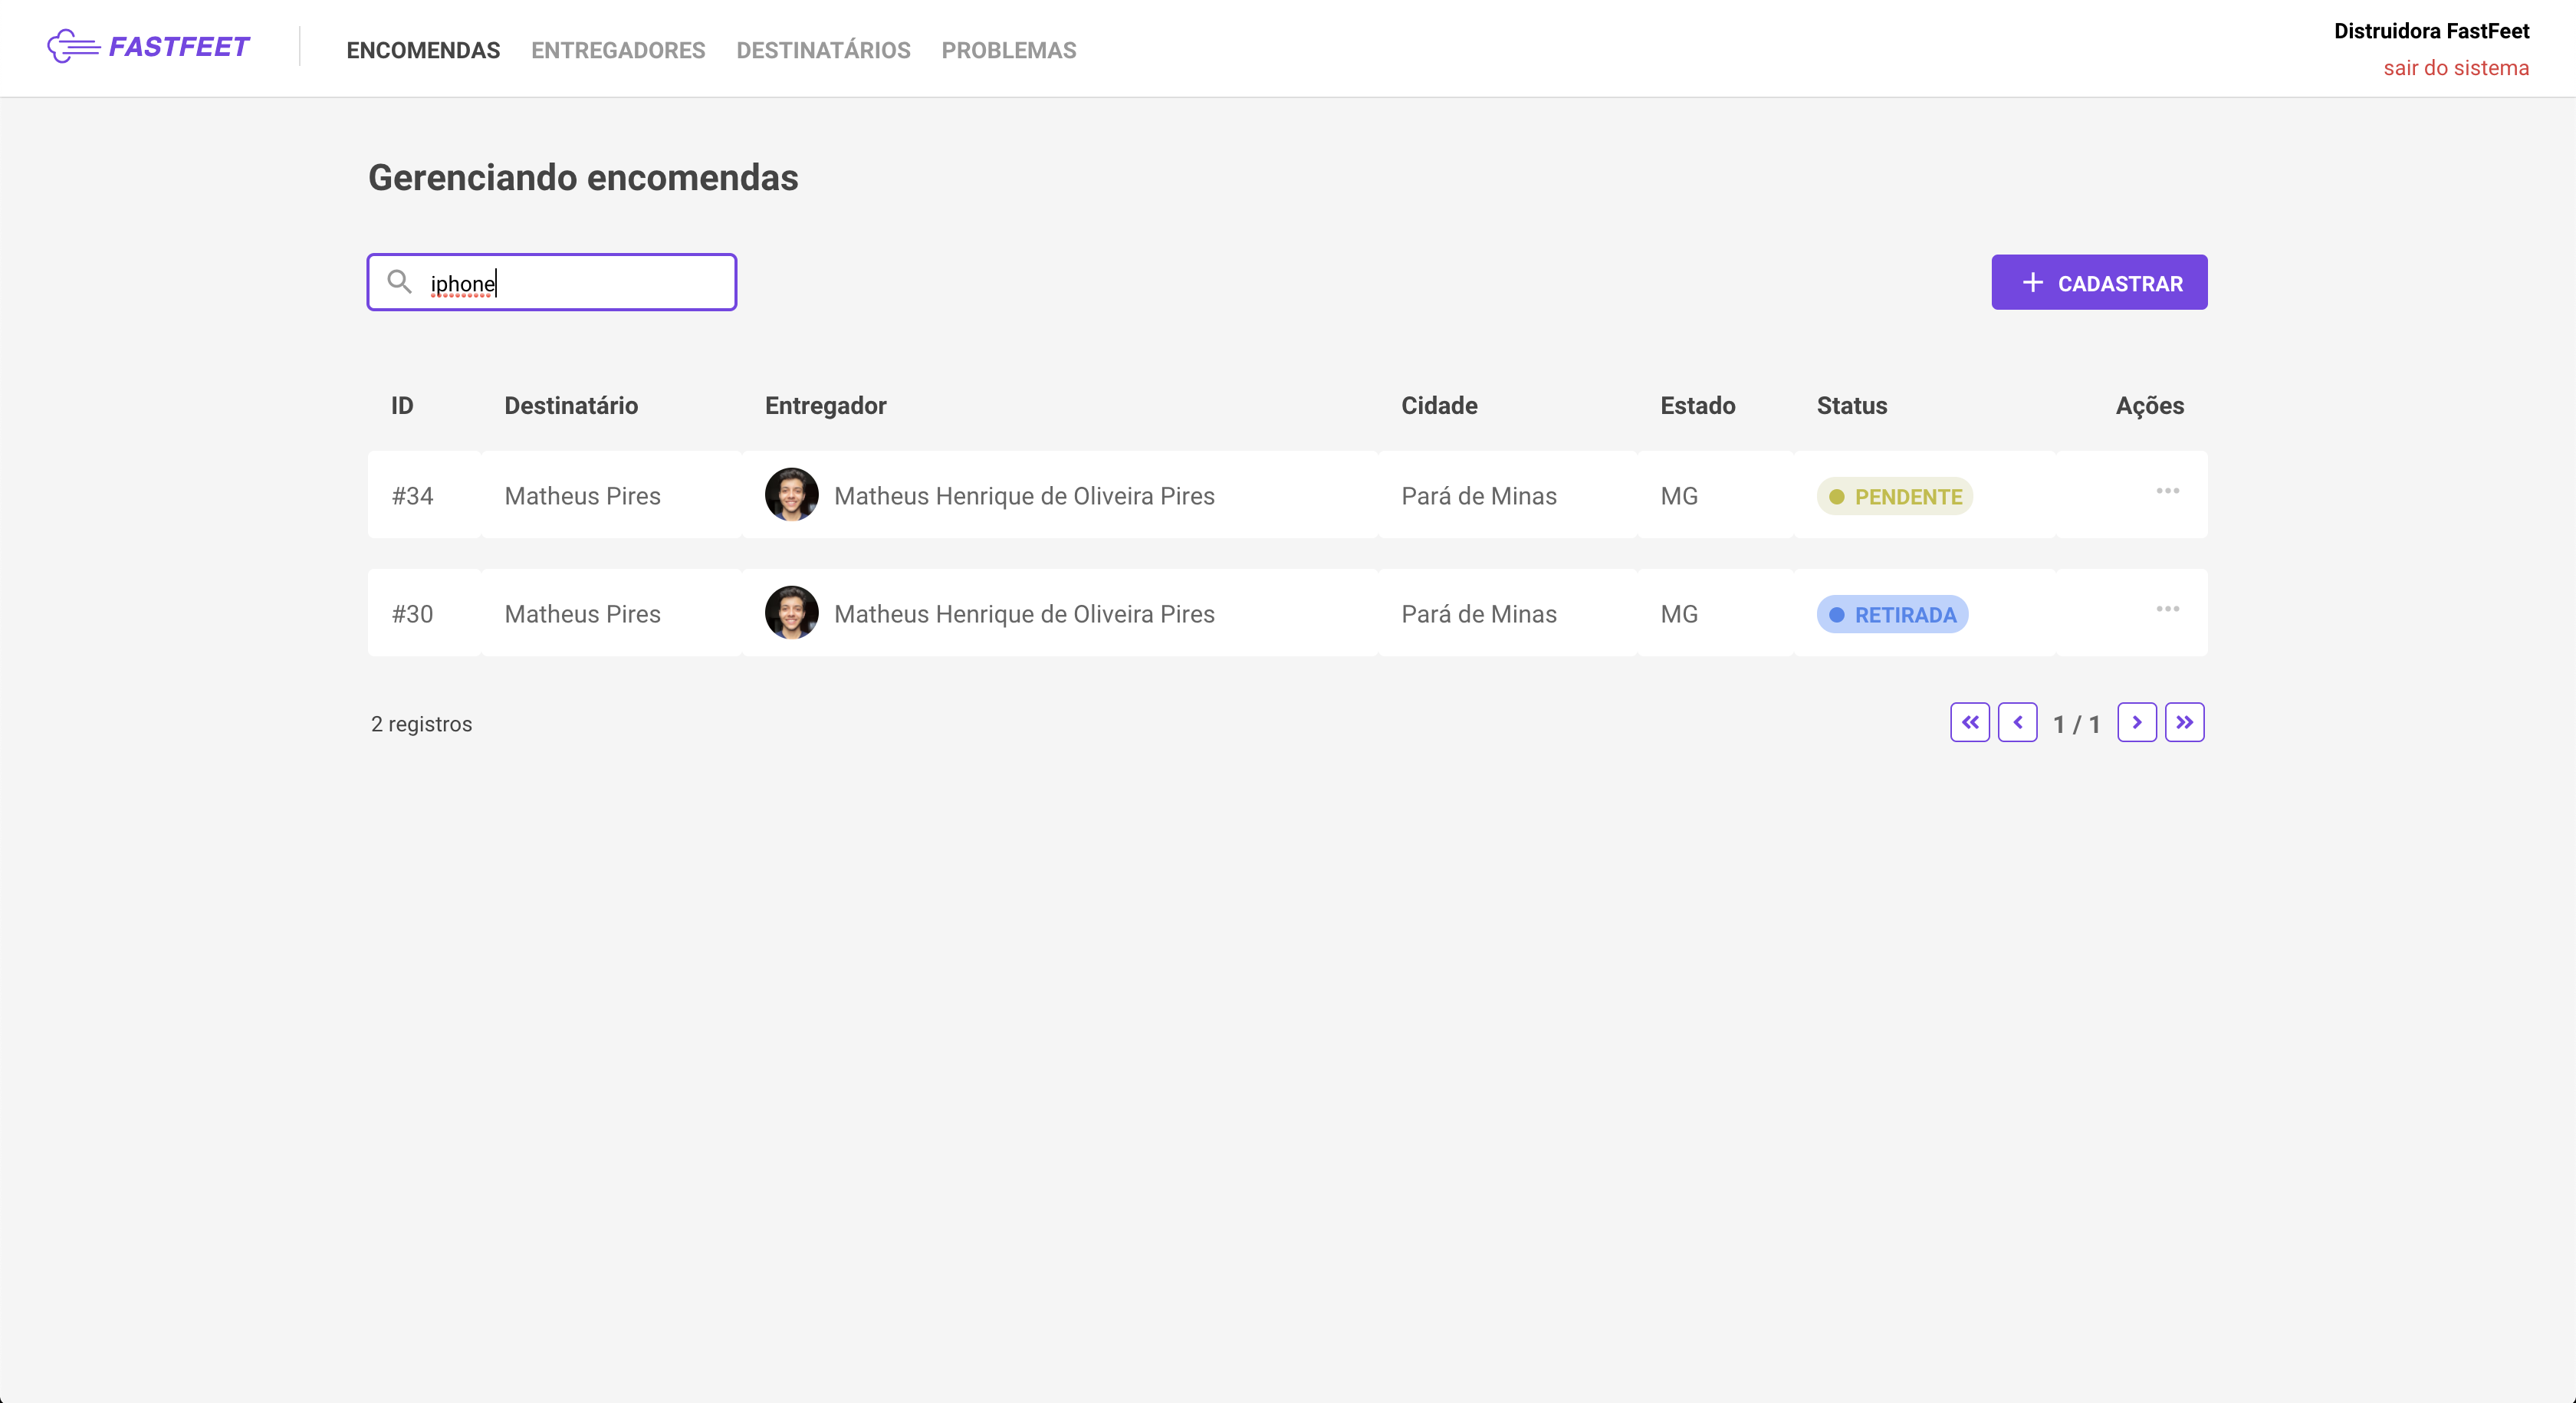 FASTFEET ENCOMENDAS ENTREGADORES DESTINATÁRIOS PROBLEMAS Distruidora FastFeet
sair do sistema
Gerenciando encomendas
iphone
+ CADASTRAR
ID Destinatário Entregador Cidade Estado Status Ações
#34 Matheus Pires Matheus Henrique de Oliveira Pires Pará de Minas MG PENDENTE ...
#30 Matheus Pires Matheus Henrique de Oliveira Pires Pará de Minas MG RETIRADA ...
2 registros 1 / 1